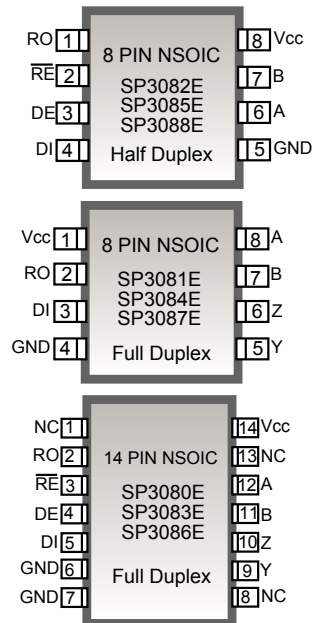 RO 1 8 PIN NSOIC 8 Vcc
RE 2 SP3082E 7 B
DE 3 SP3085E 6 A
SP3088E
DI 4 Half Duplex 5 GND
Vcc 1 8 PIN NSOIC 8 A
RO 2 SP3081E 7 B
DI 3 SP3084E 6 Z
SP3087E
GND 4 Full Duplex 5 Y
NC 1 14 Vcc
RO 2 14 PIN NSOIC 13 NC
RE 3 SP3080E 12 A
DE 4 SP3083E 11 B
DI 5 SP3086E 10 Z
GND 6 Full Duplex 9 Y
GND 7 8 NC